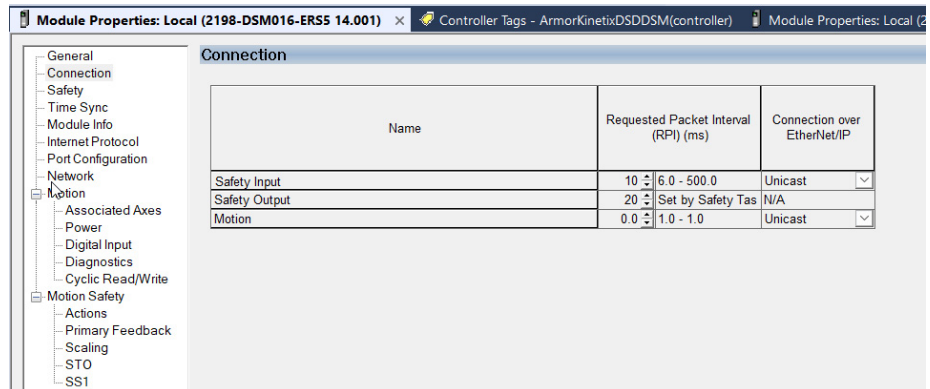 Module Properties: Local (2198-DSM016-ERS5 14.001) × Controller Tags - ArmorKinetixDSDDSM(controller) Module Properties: Local (2
General
Connection
Safety
Time Sync
Module Info
Internet Protocol
Port Configuration
Network
Motion
Associated Axes
Power
Digital Input
Diagnostics
Cyclic Read/Write
Motion Safety
Actions
Primary Feedback
Scaling
STO
SS1
Connection
Name Requested Packet Interval (RPI) (ms) Connection over EtherNet/IP
Safety Input 10 6.0 - 500.0 Unicast
Safety Output 20 Set by Safety Tas N/A
Motion 0.0 1.0 - 1.0 Unicast